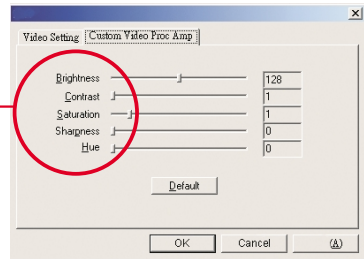 Video Setting Custom Video Proc Amp
Brightness 128
Contrast 1
Saturation 1
Sharpness 0
Hue 0
Default
OK Cancel (A)